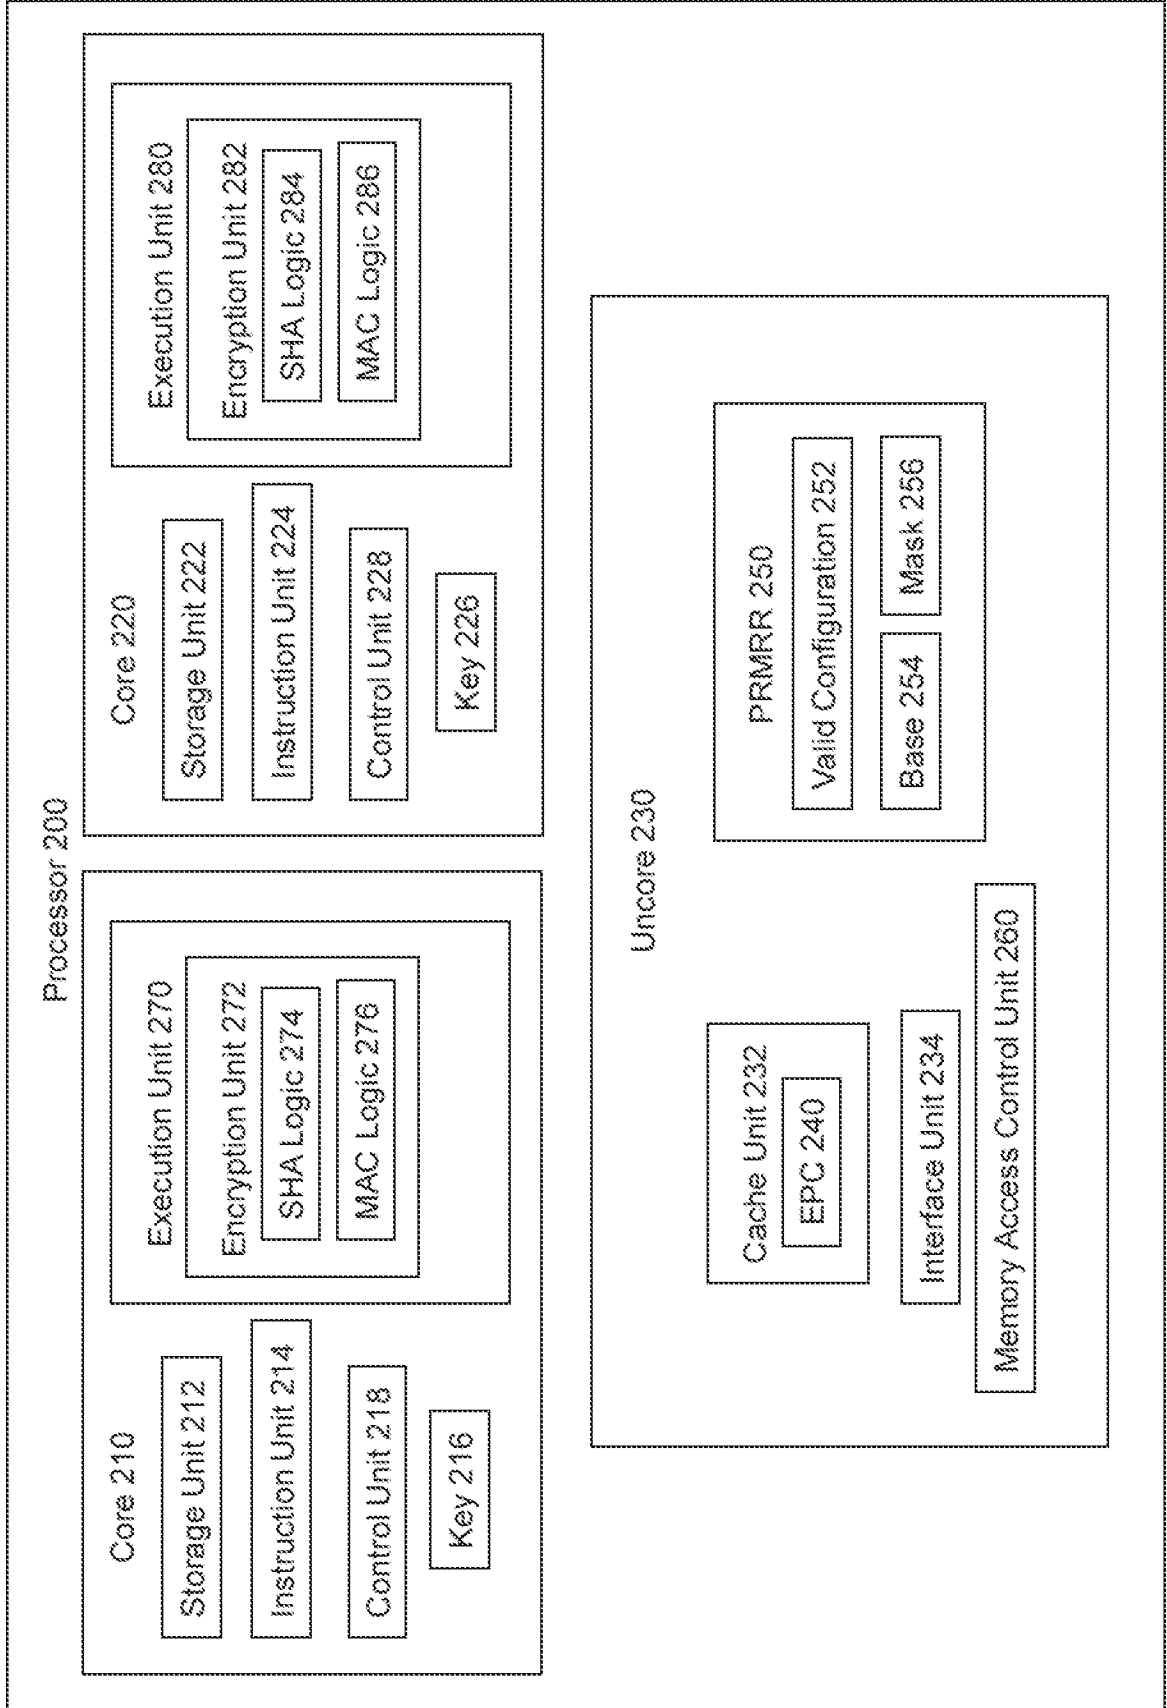 Processor 200
Core 210
Storage Unit 212
Instruction Unit 214
Control Unit 218
Key 216
Execution Unit 270
Encryption Unit 272
SHA Logic 274
MAC Logic 276
Core 220
Storage Unit 222
Instruction Unit 224
Control Unit 228
Key 226
Execution Unit 280
Encryption Unit 282
SHA Logic 284
MAC Logic 286
Uncore 230
Cache Unit 232
EPC 240
Interface Unit 234
Memory Access Control Unit 260
PRMRR 250
Valid Configuration 252
Base 254
Mask 256